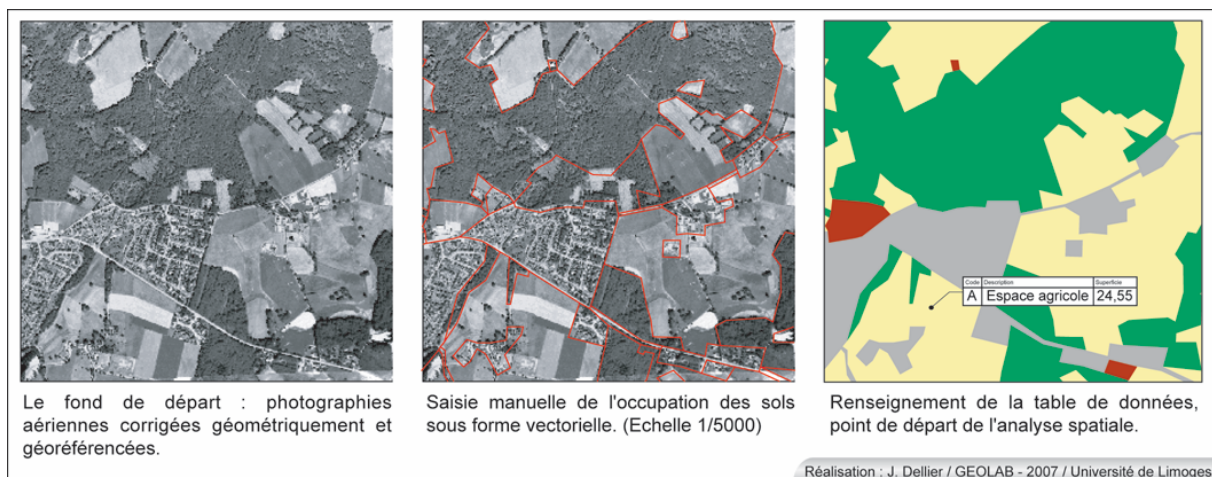 Code Description Superficie
A Espace agricole 24,55
Le fond de départ : photographies
aériennes corrigées géométriquement et
géoréférencées.
Saisie manuelle de l'occupation des sols
sous forme vectorielle. (Echelle 1/5000)
Renseignement de la table de données,
point de départ de l'analyse spatiale.
Réalisation : J. Dellier / GEOLAB - 2007 / Université de Limoges